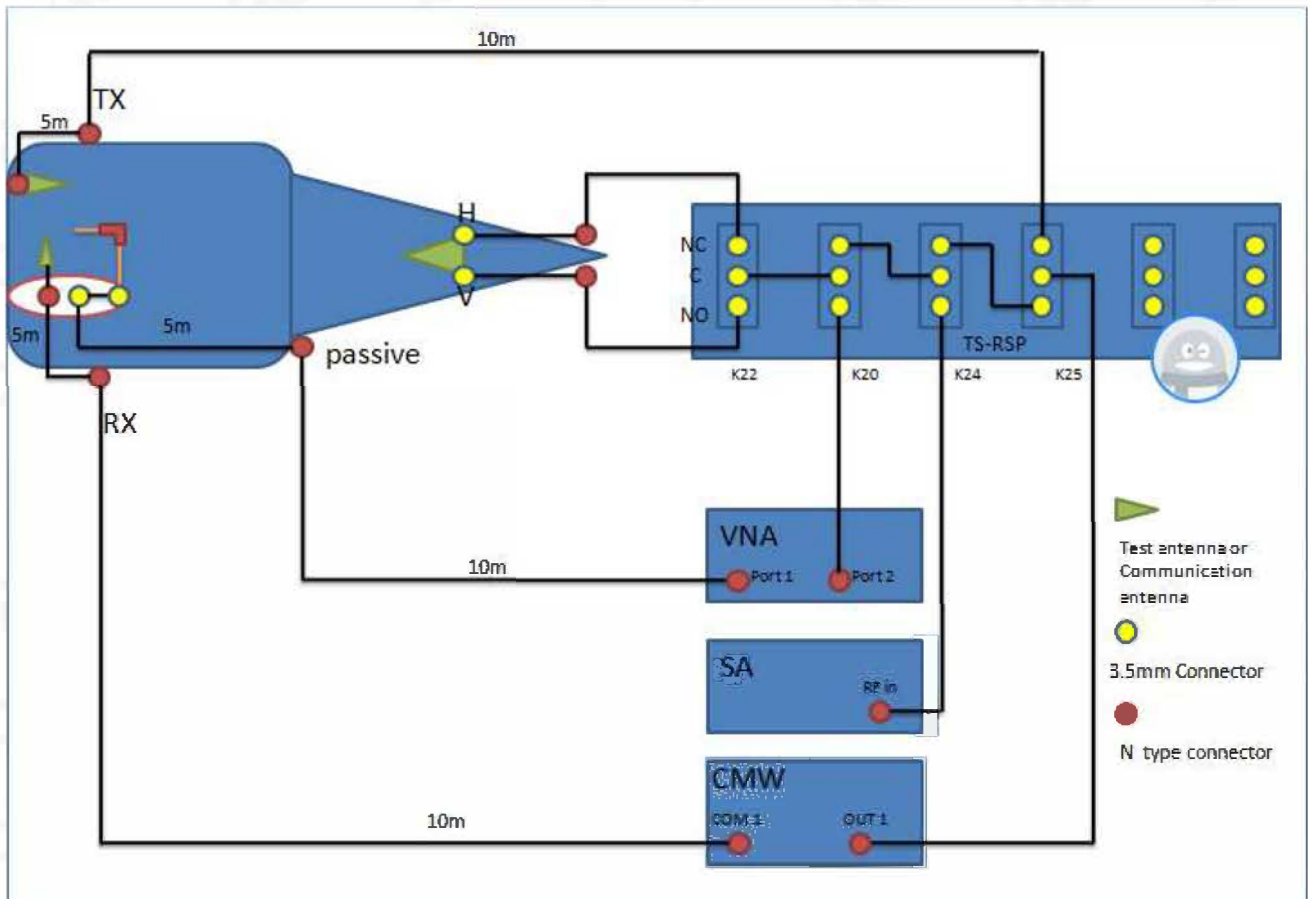 10m
TX
5m
H
V
NC
C
NO
TS-RSP
K22
K20
K24
K25
5m
5m
passive
RX
VNA
Port 1
Port 2
10m
SA
RF in
CMW
COM 1
OUT 1
10m
Test antenna or
Communication
antenna
3.5mm Connector
N type connector